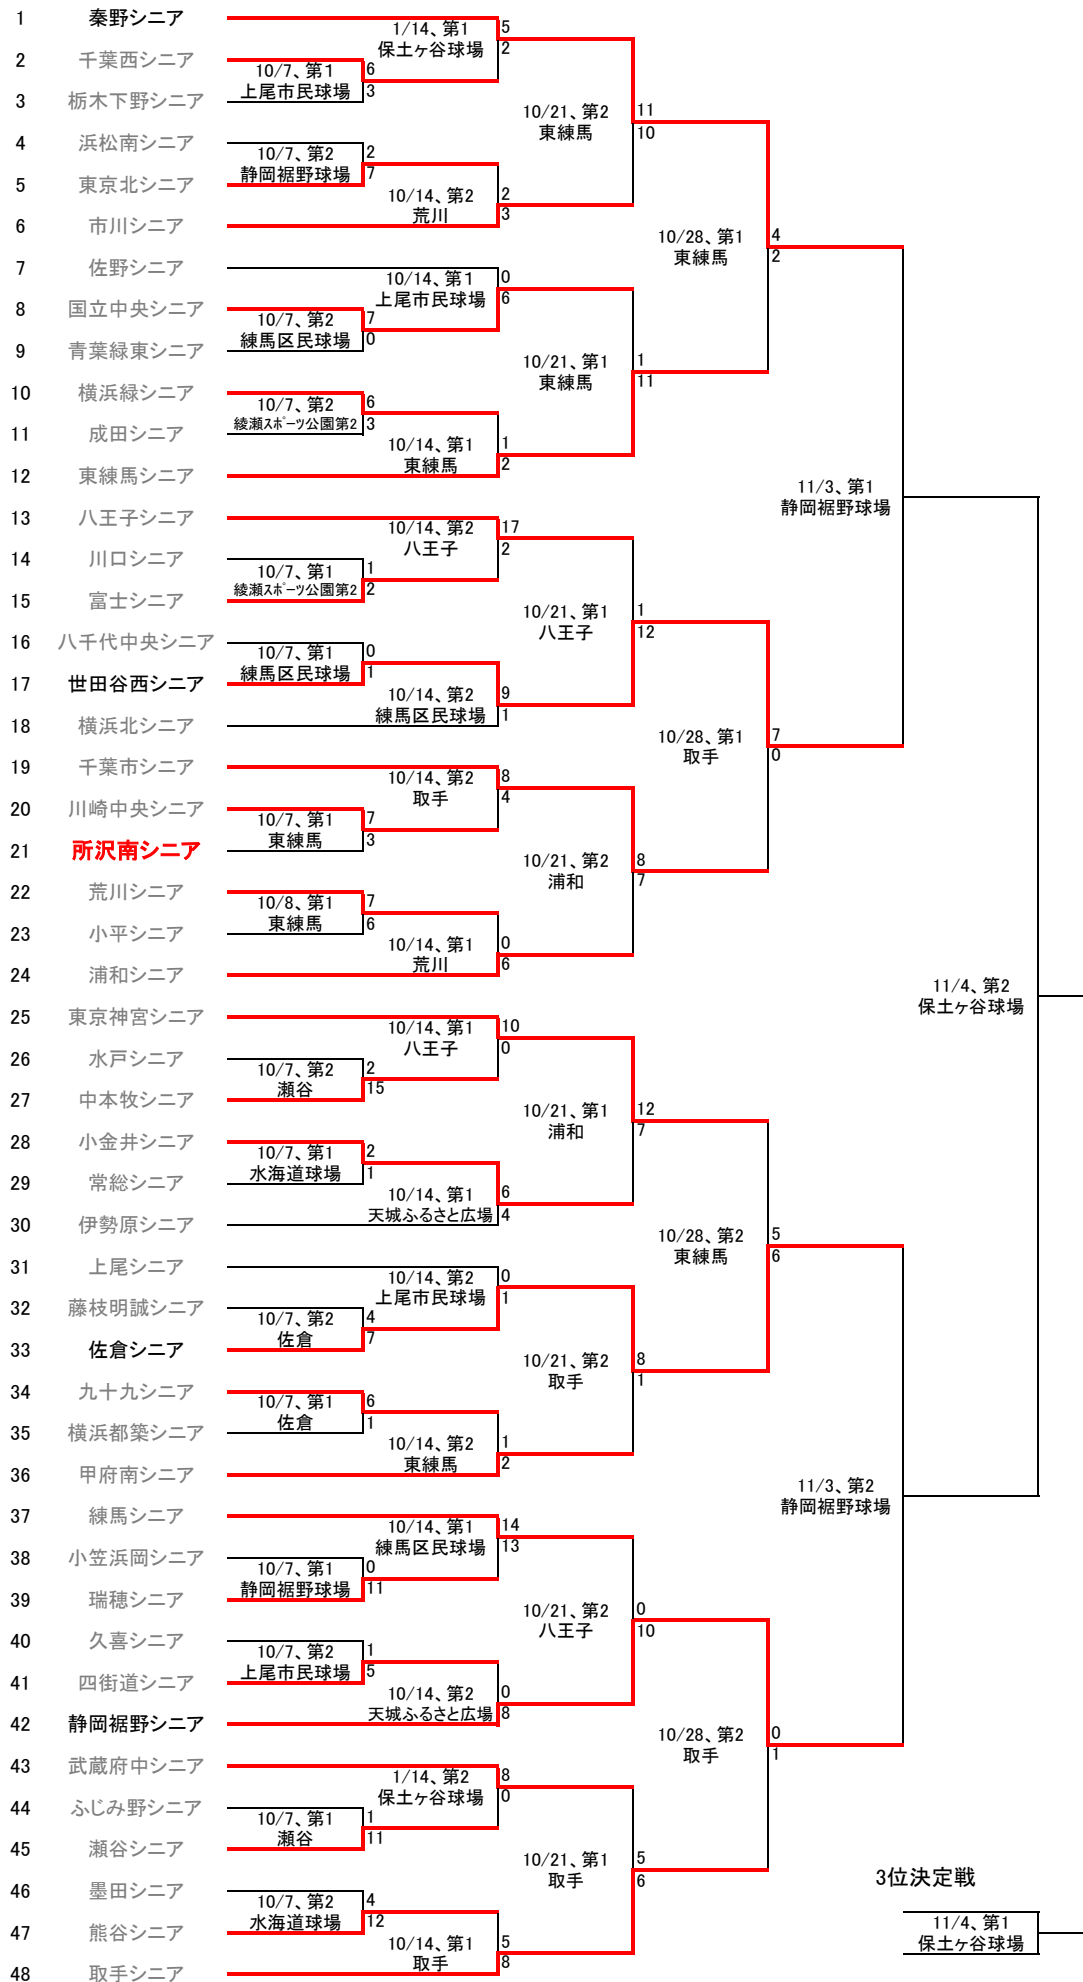 1 秦野シニア
1/14、第1 5
保土ヶ谷球場 2
2 千葉西シニア
10/7、第1 6
上尾市民球場 3
3 栃木下野シニア
10/21、第2 11
東練馬 10
4 浜松南シニア
10/7、第2 2
静岡裾野球場 7
5 東京北シニア
10/14、第2 2
荒川 3
6 市川シニア
10/28、第1 4
東練馬 2
7 佐野シニア
10/14、第1 0
上尾市民球場 6
8 国立中央シニア
10/7、第2 7
練馬区民球場 0
9 青葉緑東シニア
10/21、第1 1
東練馬 11
10 横浜緑シニア
10/7、第2 6
綾瀬スポーツ公園第2 3
11 成田シニア
10/14、第1 1
東練馬 2
12 東練馬シニア
11/3、第1
静岡裾野球場
13 八王子シニア
10/14、第2 17
八王子 2
14 川口シニア
10/7、第1 1
綾瀬スポーツ公園第2 2
15 富士シニア
10/21、第1 1
八王子 12
16 八千代中央シニア
10/7、第1 0
練馬区民球場 1
17 世田谷西シニア
10/14、第2 9
練馬区民球場 1
18 横浜北シニア
10/28、第1 7
取手 0
19 千葉市シニア
10/14、第2 8
取手 4
20 川崎中央シニア
10/7、第1 7
東練馬 3
21 所沢南シニア
10/21、第2 8
浦和 7
22 荒川シニア
10/8、第1 7
東練馬 6
23 小平シニア
10/14、第1 0
荒川 6
24 浦和シニア
11/4、第2
保土ヶ谷球場
25 東京神宮シニア
10/14、第1 10
八王子 0
26 水戸シニア
10/7、第2 2
瀬谷 15
27 中本牧シニア
10/21、第1 12
浦和 7
28 小金井シニア
10/7、第1 2
水海道球場 1
29 常総シニア
10/14、第1 6
天城ふるさと広場 4
30 伊勢原シニア
10/28、第2 5
東練馬 6
31 上尾シニア
10/14、第2 0
上尾市民球場 1
32 藤枝明誠シニア
10/7、第2 4
佐倉 7
33 佐倉シニア
10/21、第2 8
取手 1
34 九十九シニア
10/7、第1 6
佐倉 1
35 横浜都築シニア
10/14、第2 1
東練馬 2
36 甲府南シニア
11/3、第2
静岡裾野球場
37 練馬シニア
10/14、第1 14
練馬区民球場 13
38 小笠浜岡シニア
10/7、第1 0
静岡裾野球場 11
39 瑞穂シニア
10/21、第2 0
八王子 10
40 久喜シニア
10/7、第2 1
上尾市民球場 5
41 四街道シニア
10/14、第2 0
天城ふるさと広場 8
42 静岡裾野シニア
10/28、第2 0
取手 1
43 武蔵府中シニア
1/14、第2 8
保土ヶ谷球場 0
44 ふじみ野シニア
10/7、第1 1
瀬谷 11
45 瀬谷シニア
10/21、第1 5
取手 6
46 墨田シニア
10/7、第2 4
水海道球場 12
47 熊谷シニア
10/14、第1 5
取手 8
48 取手シニア
3位決定戦
11/4、第1
保土ヶ谷球場